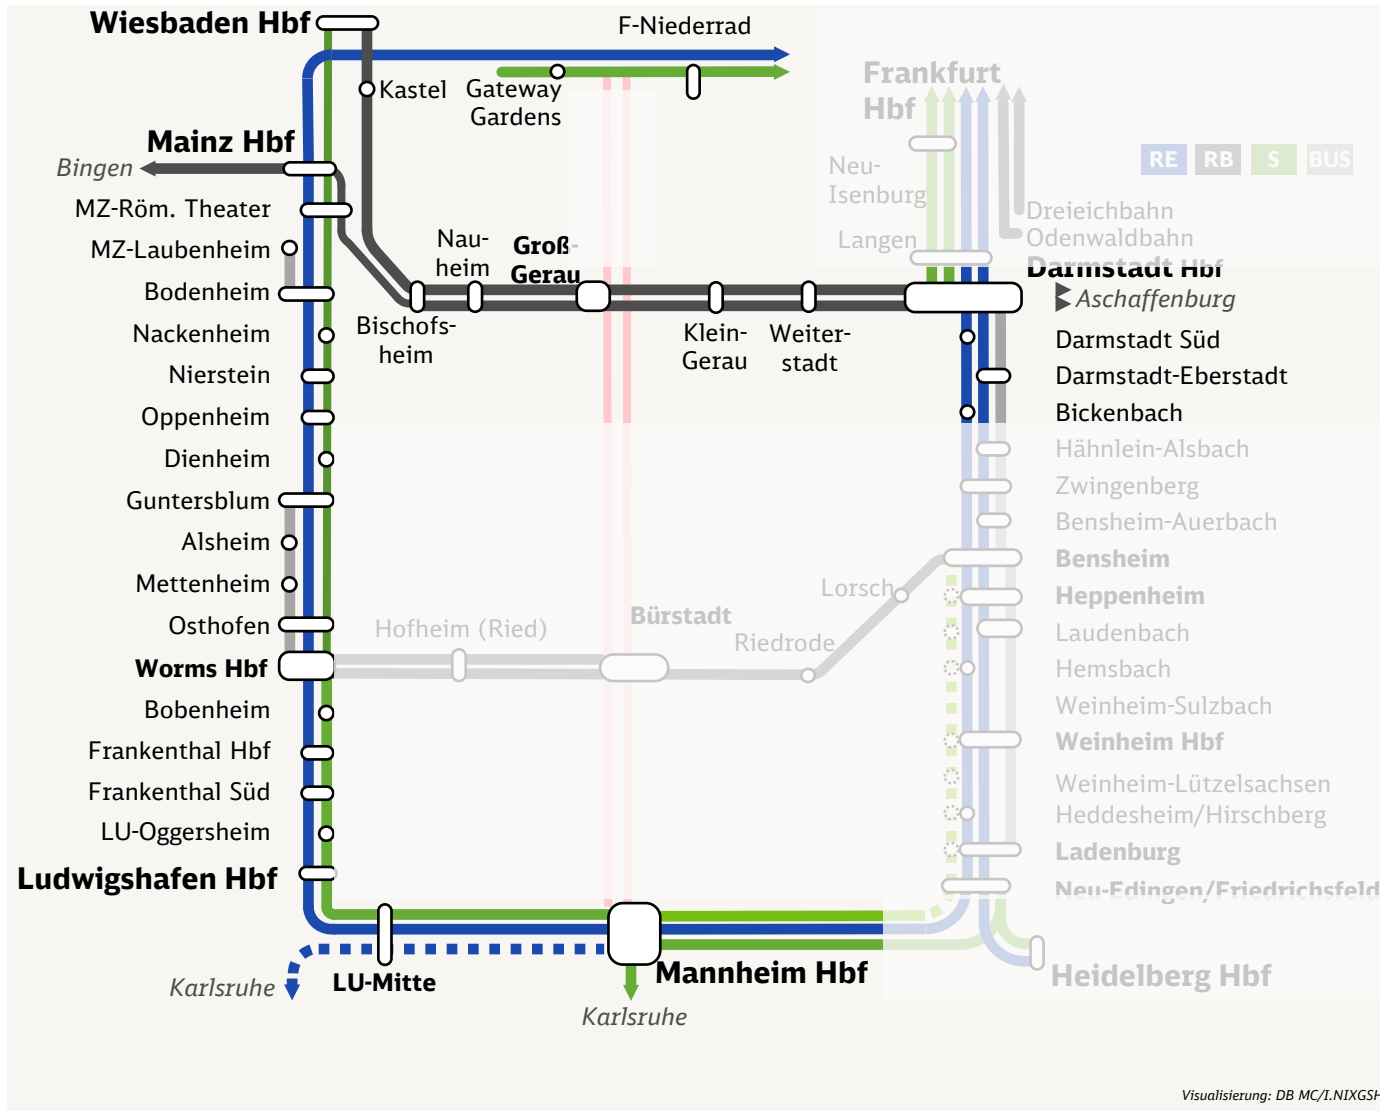 Wiesbaden Hbf
F-Niederrad
Kastel
Gateway
Gardens
Frankfurt
Hbf
Mainz Hbf
Bingen
Neu-
Isenburg
RE RB S BUS
MZ-Röm. Theater
Dreieichbahn
Odenwaldbahn
Langen
MZ-Laubenheim
Nau-
heim
Groß-
Gerau
Darmstadt Hbf
Aschaffenburg
Bodenheim
Bischofs-
heim
Klein-
Gerau
Weiter-
stadt
Nackenheim
Darmstadt Süd
Nierstein
Darmstadt-Eberstadt
Oppenheim
Bickenbach
Dienheim
Hähnlein-Alsbach
Guntersblum
Zwingenberg
Alsheim
Bensheim-Auerbach
Mettenheim
Bensheim
Lorsch
Heppenheim
Osthofen
Hofheim (Ried)
Bürstadt
Riedrode
Laudenbach
Worms Hbf
Hemsbach
Bobenheim
Weinheim-Sulzbach
Frankenthal Hbf
Weinheim Hbf
Frankenthal Süd
Weinheim-Lützelsachsen
Heddesheim/Hirschberg
LU-Oggersheim
Ladenburg
Ludwigshafen Hbf
Neu-Edingen/Friedrichsfeld
Karlsruhe
LU-Mitte
Mannheim Hbf
Heidelberg Hbf
Karlsruhe
Visualisierung: DB MC/I.NIXGSH